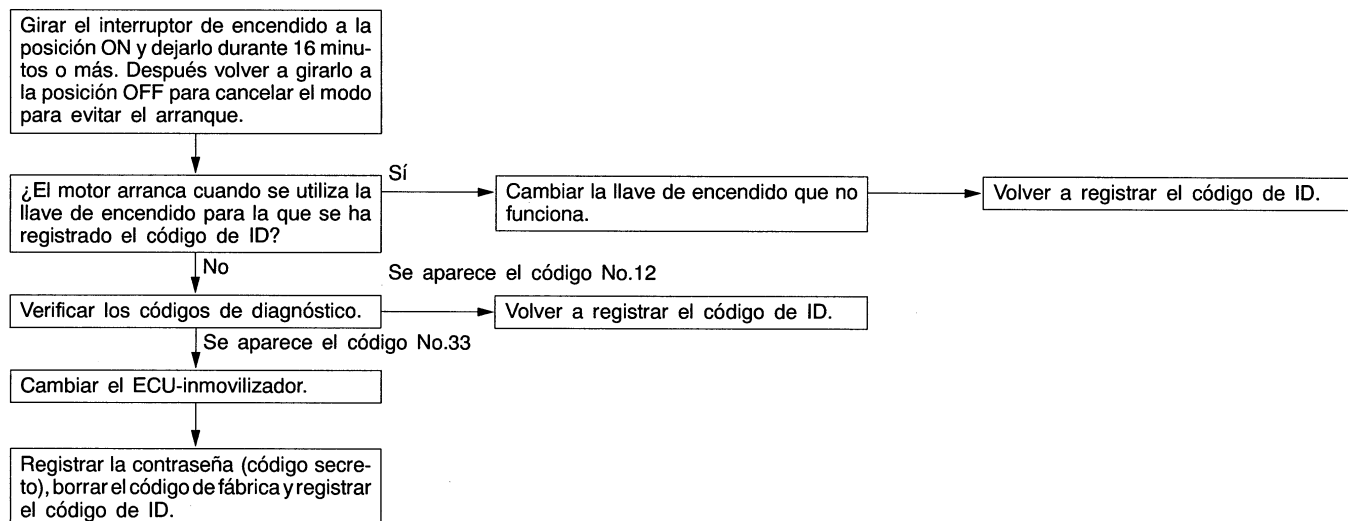 Girar el interruptor de encendido a la
posición ON y dejarlo durante 16 minu-
tos o más. Después volver a girarlo a
la posición OFF para cancelar el modo
para evitar el arranque.
Sí
¿El motor arranca cuando se utiliza la
llave de encendido para la que se ha
registrado el código de ID?
Cambiar la llave de encendido que no
funciona.
Volver a registrar el código de ID.
No
Se aparece el código No.12
Verificar los códigos de diagnóstico.
Volver a registrar el código de ID.
Se aparece el código No.33
Cambiar el ECU-inmovilizador.
Registrar la contraseña (código secre-
to), borrar el código de fábrica y registrar
el código de ID.